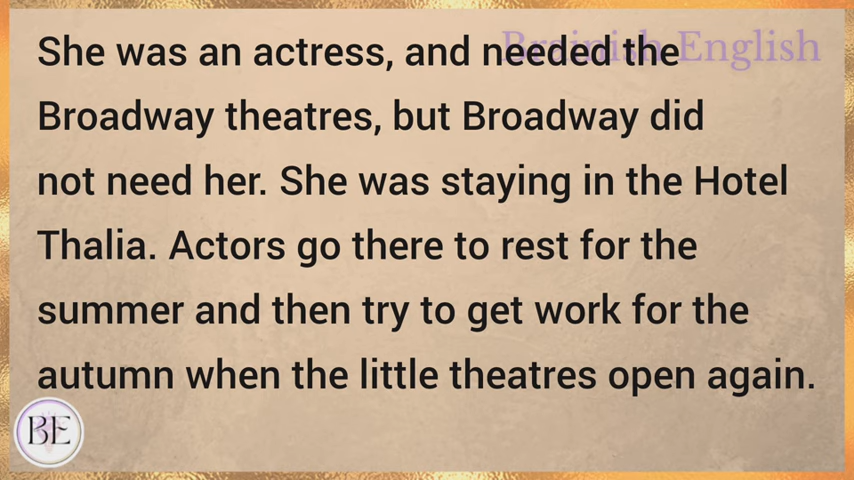 Brainish English
She was an actress, and needed the
Broadway theatres, but Broadway did
not need her. She was staying in the Hotel
Thalia. Actors go there to rest for the
summer and then try to get work for the
autumn when the little theatres open again.
BE